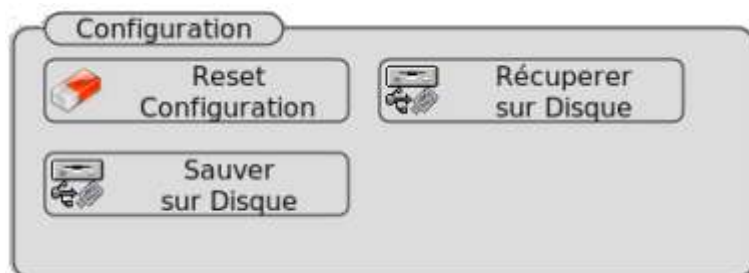 Configuration
Reset
Configuration
Récuperer
sur Disque
Sauver
sur Disque